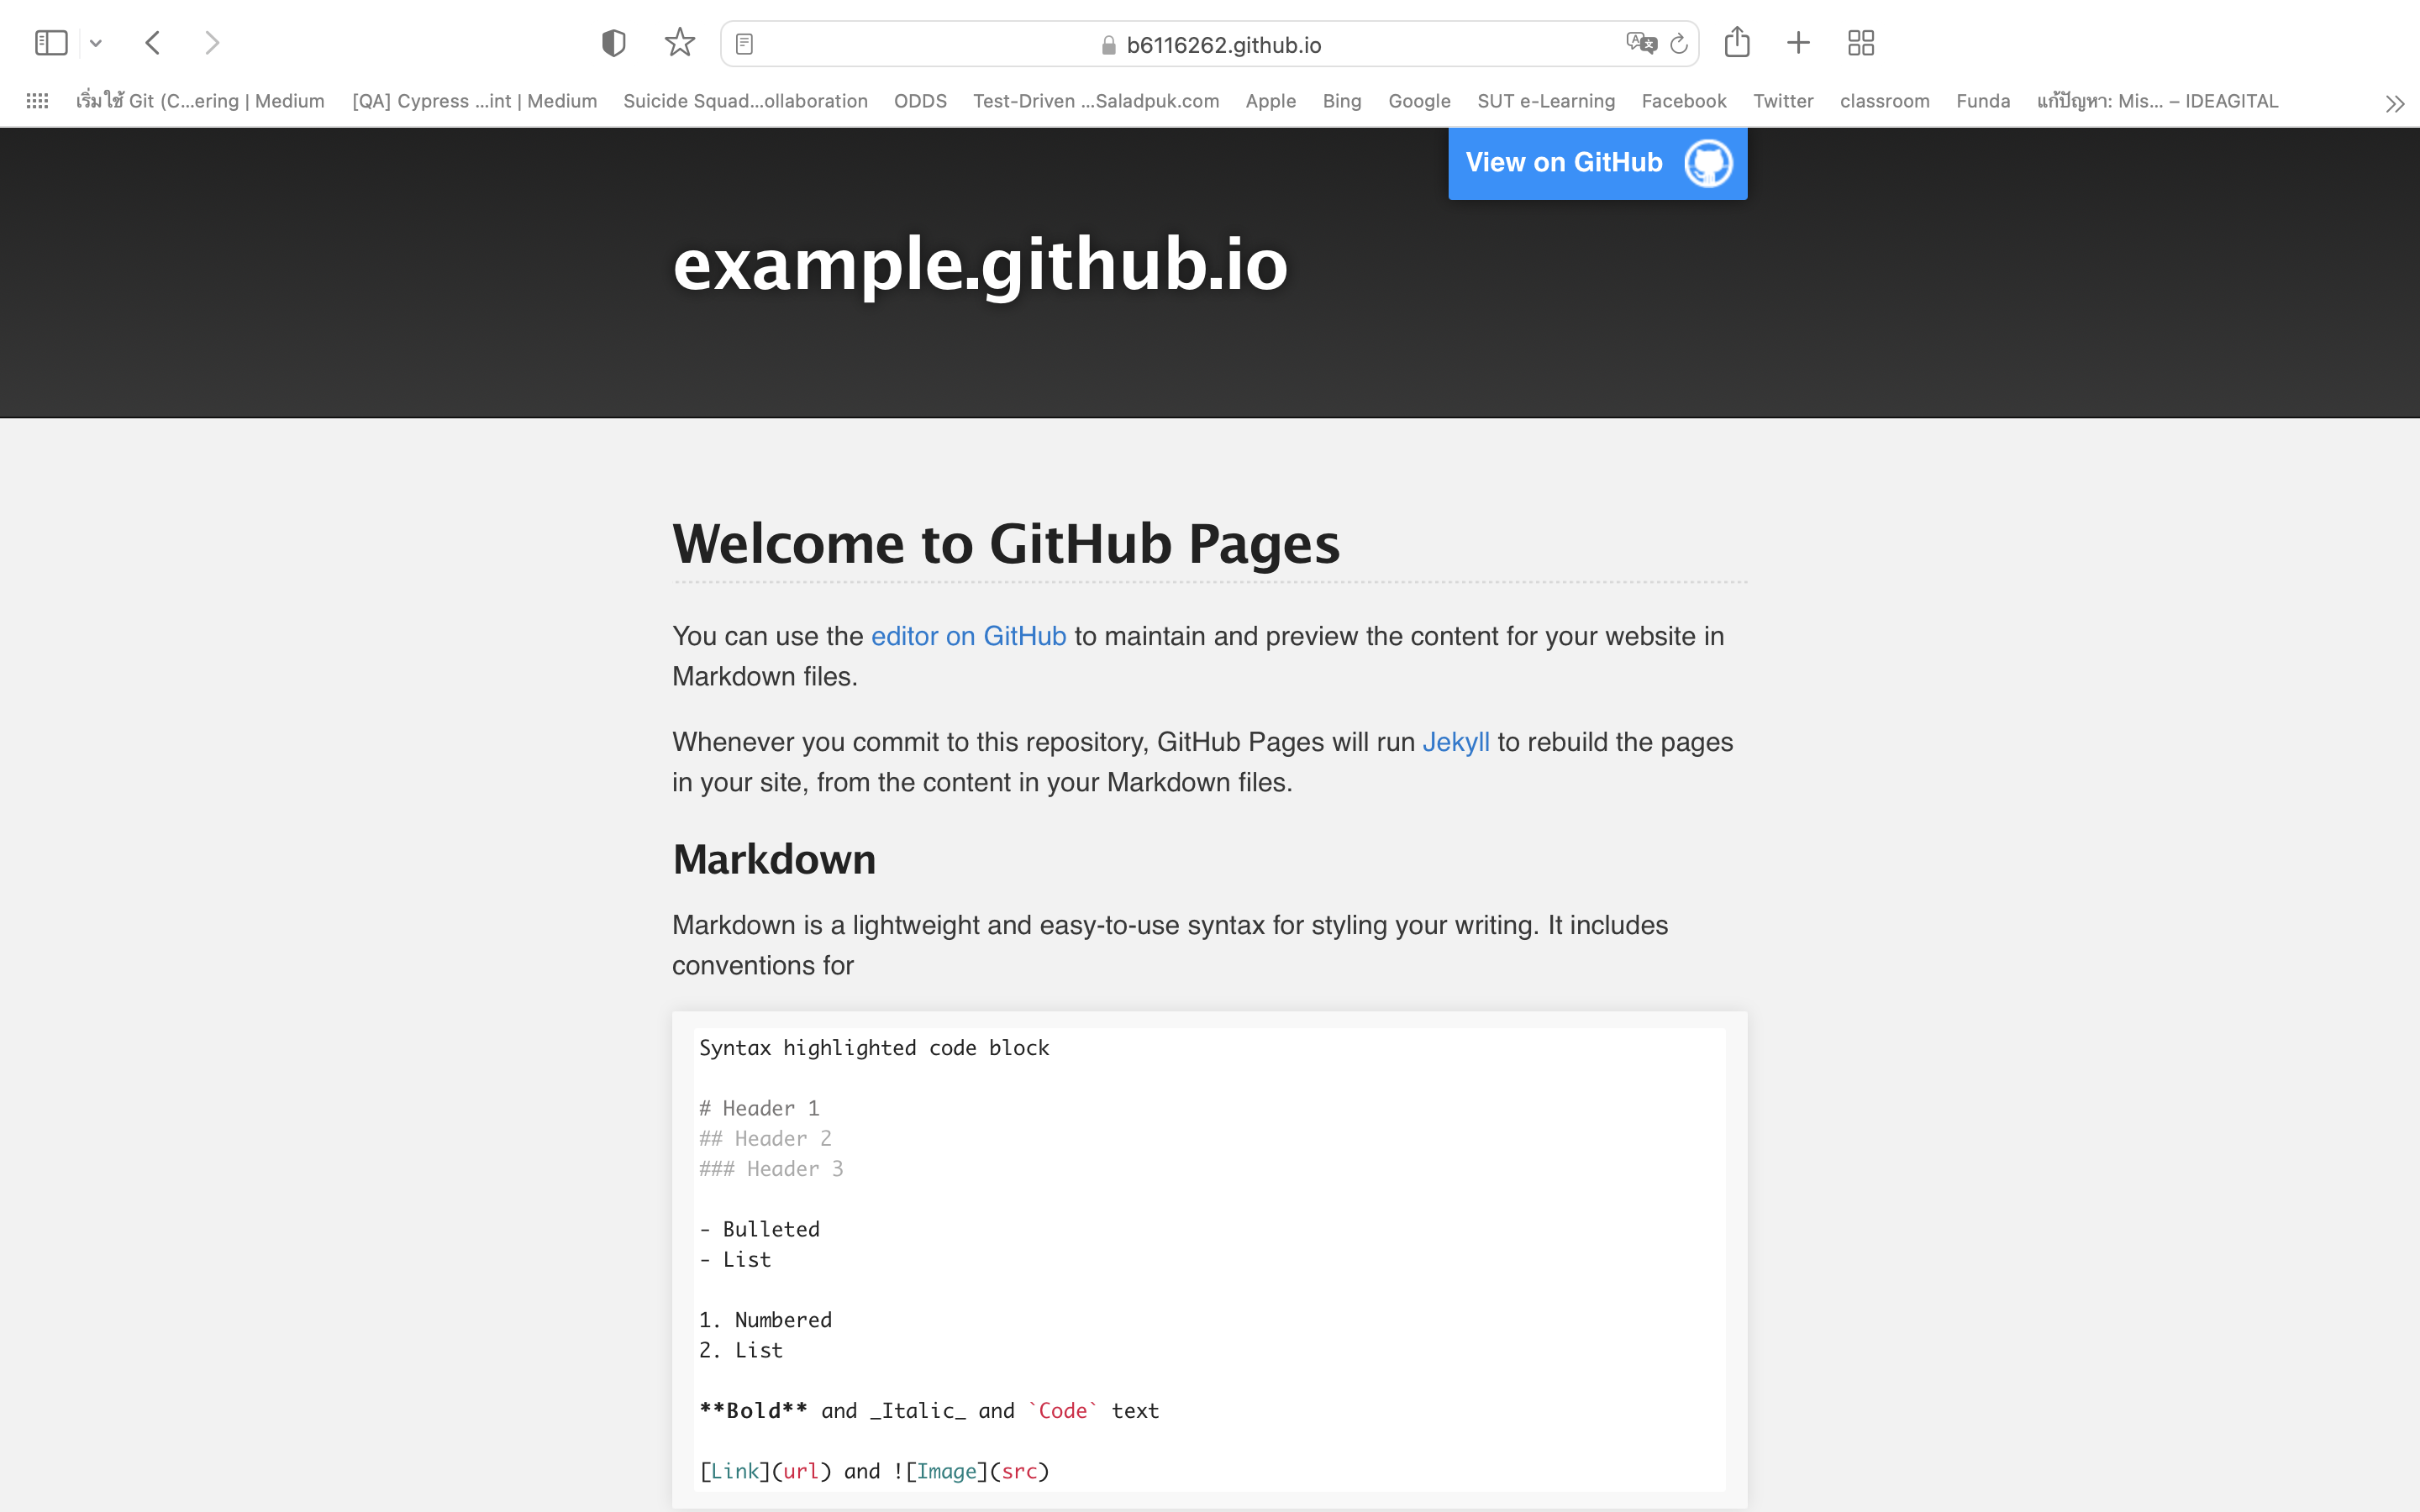 b6116262.github.io
เริ่มใช้ Git (C...ering | Medium [QA] Cypress ...int | Medium Suicide Squad...ollaboration ODDS Test-Driven ...Saladpuk.com Apple Bing Google SUT e-Learning Facebook Twitter classroom Funda แก้ปัญหา: Mis... – IDEAGITAL
View on GitHub
example.github.io
Welcome to GitHub Pages
You can use the editor on GitHub to maintain and preview the content for your website in
Markdown files.
Whenever you commit to this repository, GitHub Pages will run Jekyll to rebuild the pages
in your site, from the content in your Markdown files.
Markdown
Markdown is a lightweight and easy-to-use syntax for styling your writing. It includes
conventions for
Syntax highlighted code block
# Header 1
## Header 2
### Header 3
- Bulleted
- List
1. Numbered
2. List
**Bold** and _Italic_ and `Code` text
[Link](url) and ![Image](src)